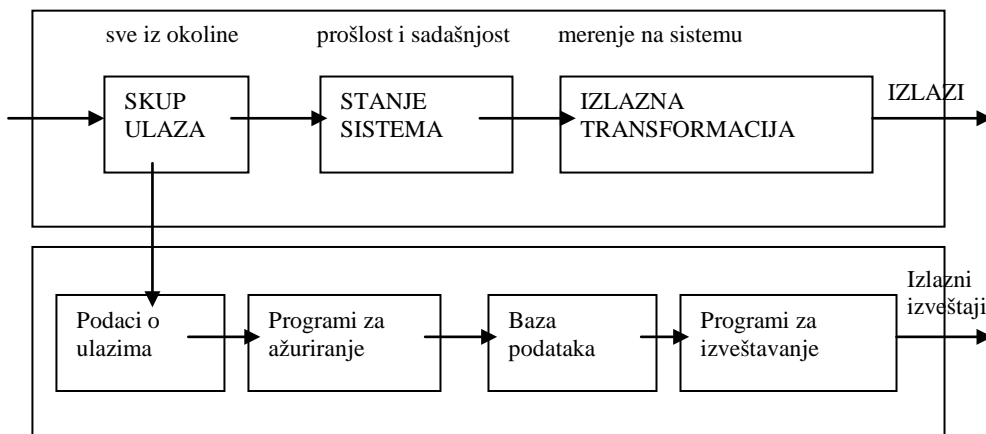 sve iz okoline
prošlost i sadašnjost
merenje na sistemu
SKUP
ULAZA
STANJE
SISTEMA
IZLAZNA
TRANSFORMACIJA
IZLAZI
Podaci o
ulazima
Programi za
ažuriranje
Baza
podataka
Programi za
izveštavanje
Izlazni
izveštaji